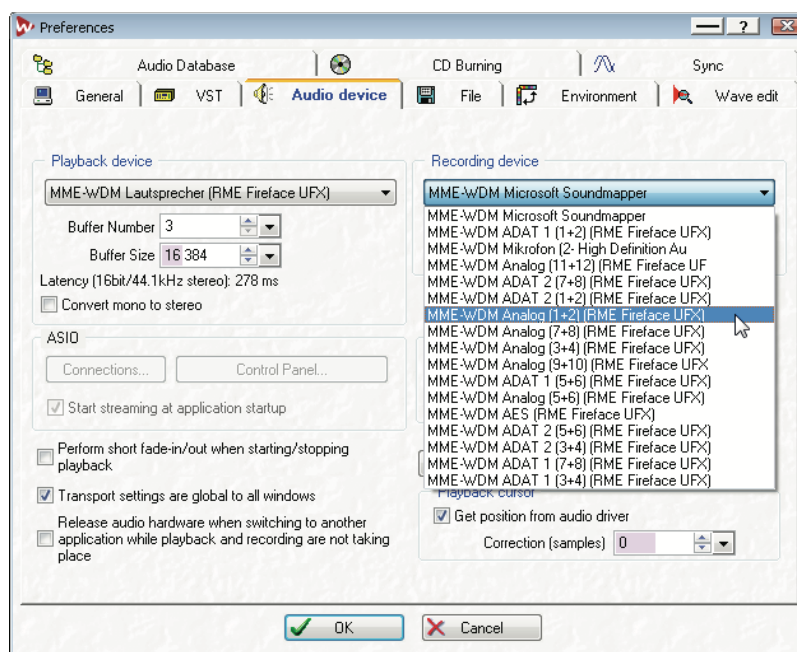 Preferences
Audio Database
CD Burning
Sync
General
VST
Audio device
File
Environment
Wave edit
Playback device
MME-WDM Lautsprecher (RME Fireface UFX)
Buffer Number 3
Buffer Size 16 384
Latency (16bit/44.1kHz stereo): 278 ms
Convert mono to stereo
ASIO
Connections...
Control Panel...
Start streaming at application startup
Perform short fade-in/out when starting/stopping
playback
Transport settings are global to all windows
Release audio hardware when switching to another
application while playback and recording are not taking
place
Recording device
MME-WDM Microsoft Soundmapper
MME-WDM Microsoft Soundmapper
MME-WDM ADAT 1 (1+2) (RME Fireface UFX)
MME-WDM Mikrofon (2- High Definition Au
MME-WDM Analog (11+12) (RME Fireface UF
MME-WDM ADAT 2 (7+8) (RME Fireface UFX)
MME-WDM ADAT 2 (1+2) (RME Fireface UFX)
MME-WDM Analog (1+2) (RME Fireface UFX)
MME-WDM Analog (7+8) (RME Fireface UFX)
MME-WDM Analog (3+4) (RME Fireface UFX)
MME-WDM Analog (9+10) (RME Fireface UFX
MME-WDM ADAT 1 (5+6) (RME Fireface UFX)
MME-WDM Analog (5+6) (RME Fireface UFX)
MME-WDM AES (RME Fireface UFX)
MME-WDM ADAT 2 (5+6) (RME Fireface UFX)
MME-WDM ADAT 2 (3+4) (RME Fireface UFX)
MME-WDM ADAT 1 (7+8) (RME Fireface UFX)
MME-WDM ADAT 1 (3+4) (RME Fireface UFX)
Playback cursor
Get position from audio driver
Correction (samples) 0
OK
Cancel